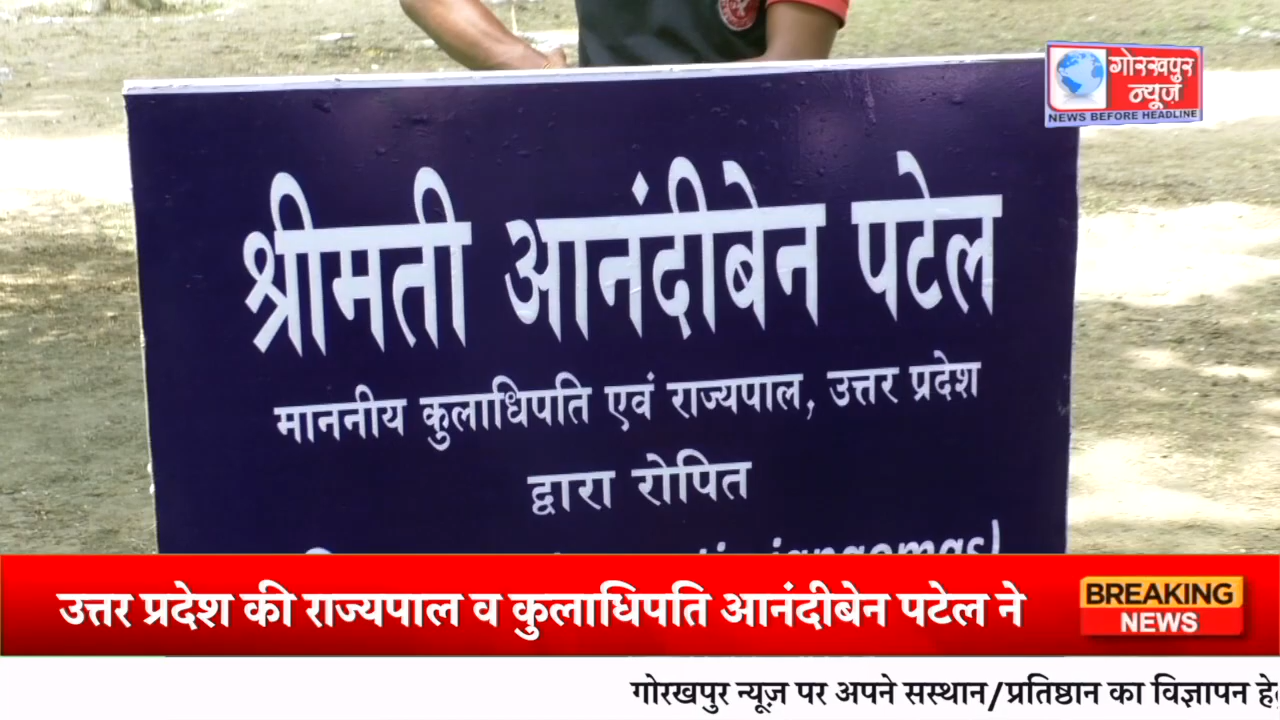 गोरखपुर
न्यूज़
NEWS BEFORE HEADLINE
श्रीमती आनंदीबेन पटेल
माननीय कुलाधिपति एवं राज्यपाल, उत्तर प्रदेश
द्वारा रोपित
उत्तर प्रदेश की राज्यपाल व कुलाधिपति आनंदीबेन पटेल ने
BREAKING
NEWS
गोरखपुर न्यूज़ पर अपने सस्थान/प्रतिष्ठान का विज्ञापन